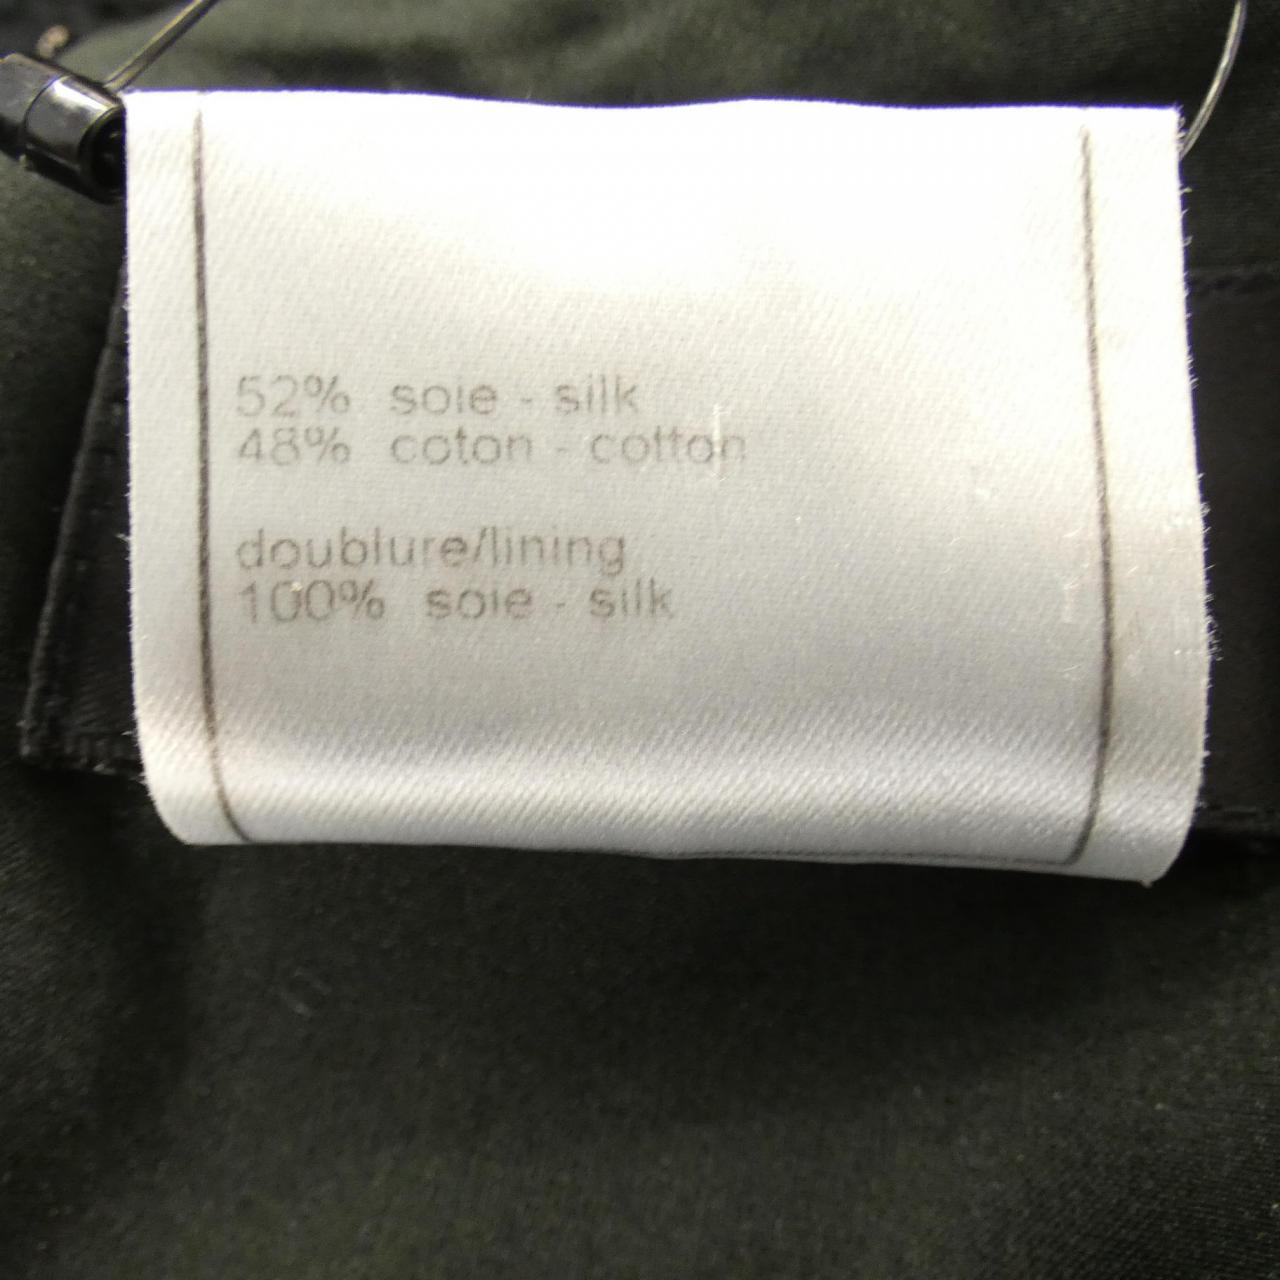 52% soie - silk
48% coton - cotton
doublure/lining
100% soie - silk